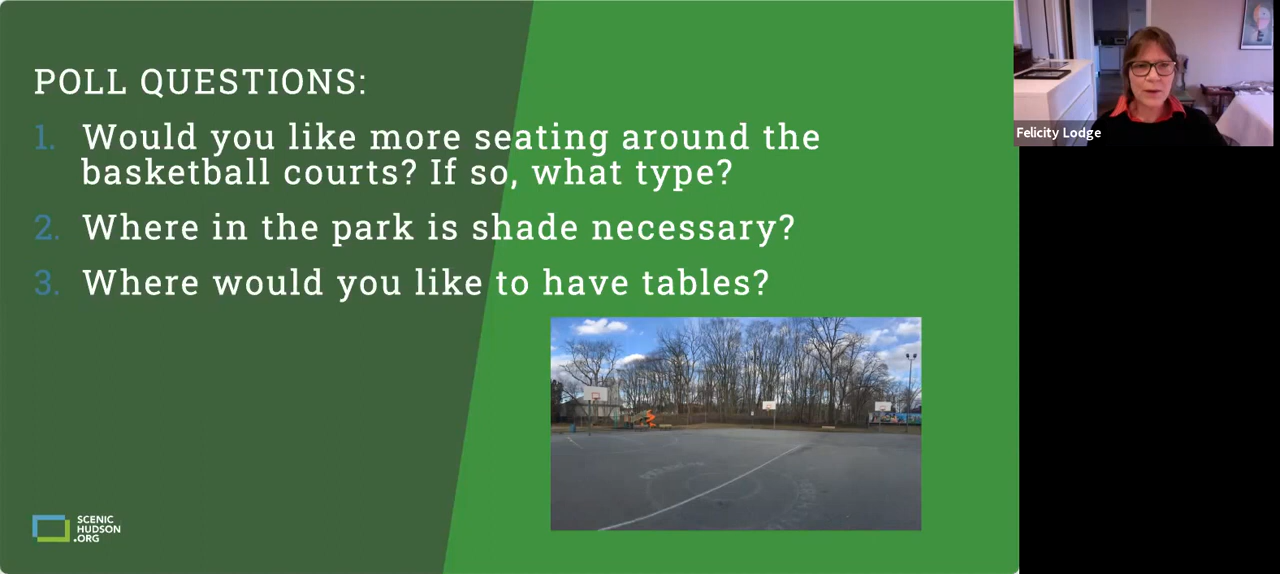 POLL QUESTIONS:
1. Would you like more seating around the
basketball courts? If so, what type?
2. Where in the park is shade necessary?
3. Where would you like to have tables?
SCENIC
HUDSON
.ORG
Felicity Lodge